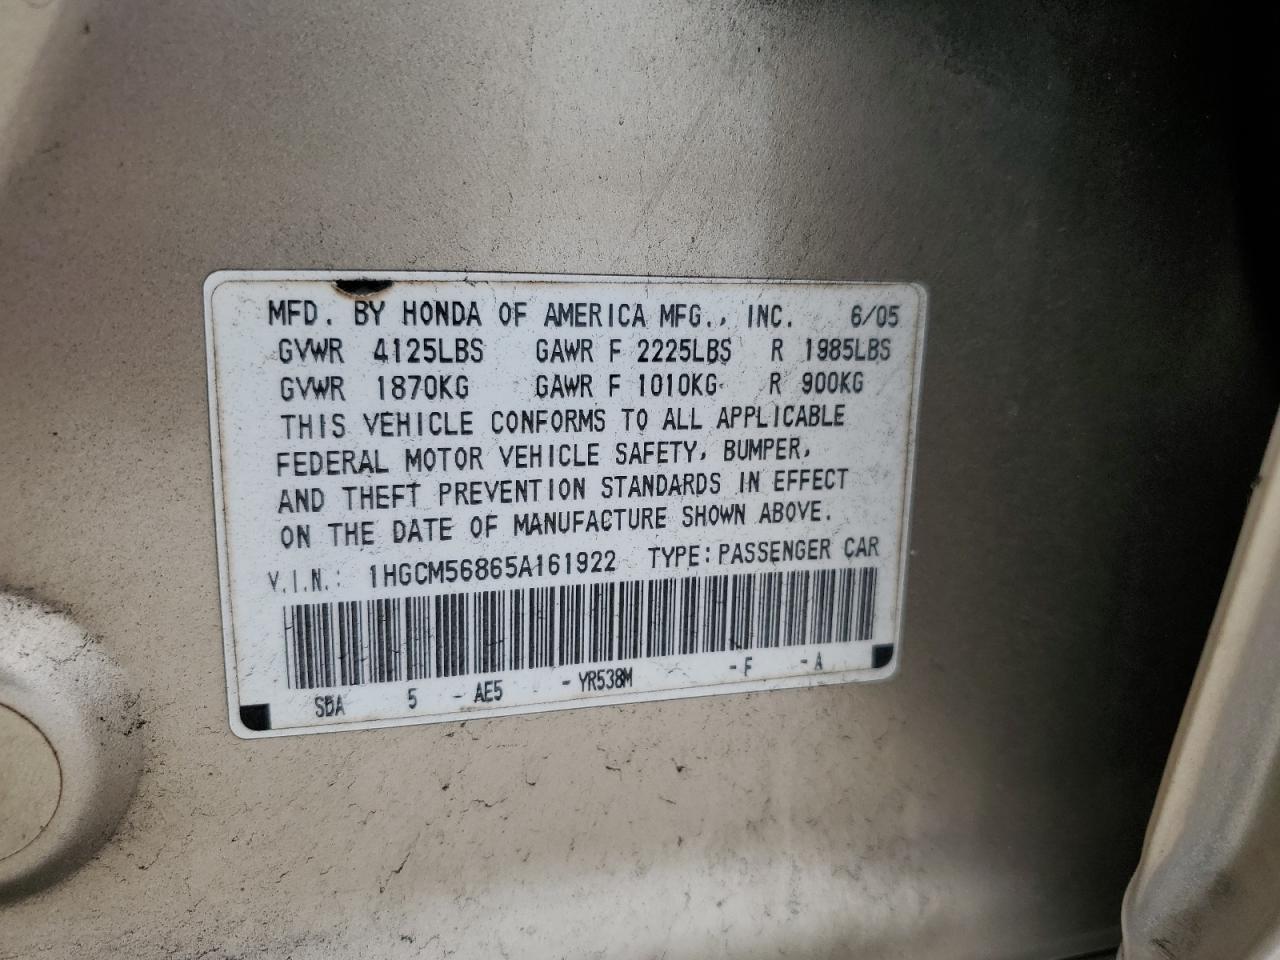 MFD. BY HONDA OF AMERICA MFG., INC. 6/05
GVWR 4125LBS GAWR F 2225LBS R 1985LBS
GVWR 1870KG GAWR F 1010KG R 900KG
THIS VEHICLE CONFORMS TO ALL APPLICABLE
FEDERAL MOTOR VEHICLE SAFETY, BUMPER,
AND THEFT PREVENTION STANDARDS IN EFFECT
ON THE DATE OF MANUFACTURE SHOWN ABOVE.
V.I.N.: 1HGCM56865A161922 TYPE: PASSENGER CAR
SDA 5 - AE5 - YR538M - F - A